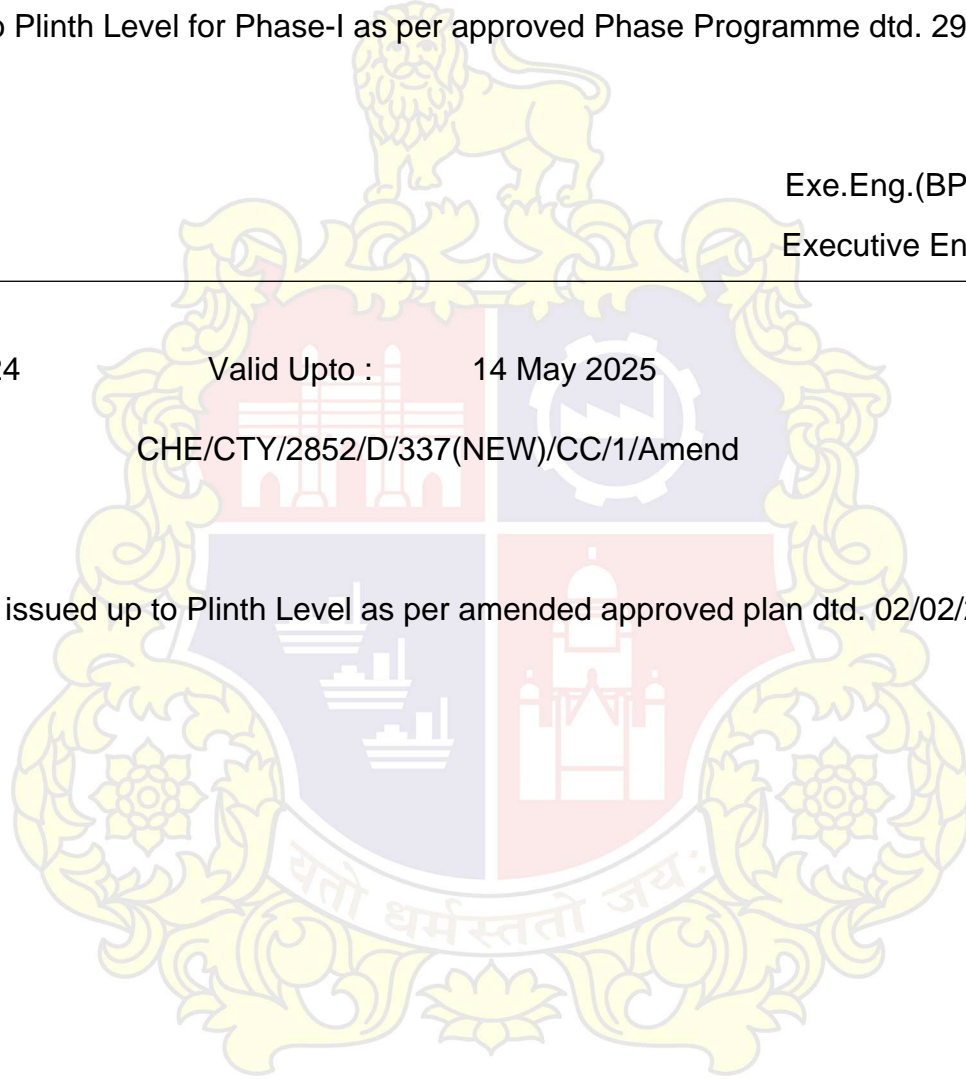 o Plinth Level for Phase-I as per approved Phase Programme dtd. 29
Exe.Eng.(BP
Executive En
24 Valid Upto : 14 May 2025
CHE/CTY/2852/D/337(NEW)/CC/1/Amend
issued up to Plinth Level as per amended approved plan dtd. 02/02/
यतो धर्मस्ततो जय: